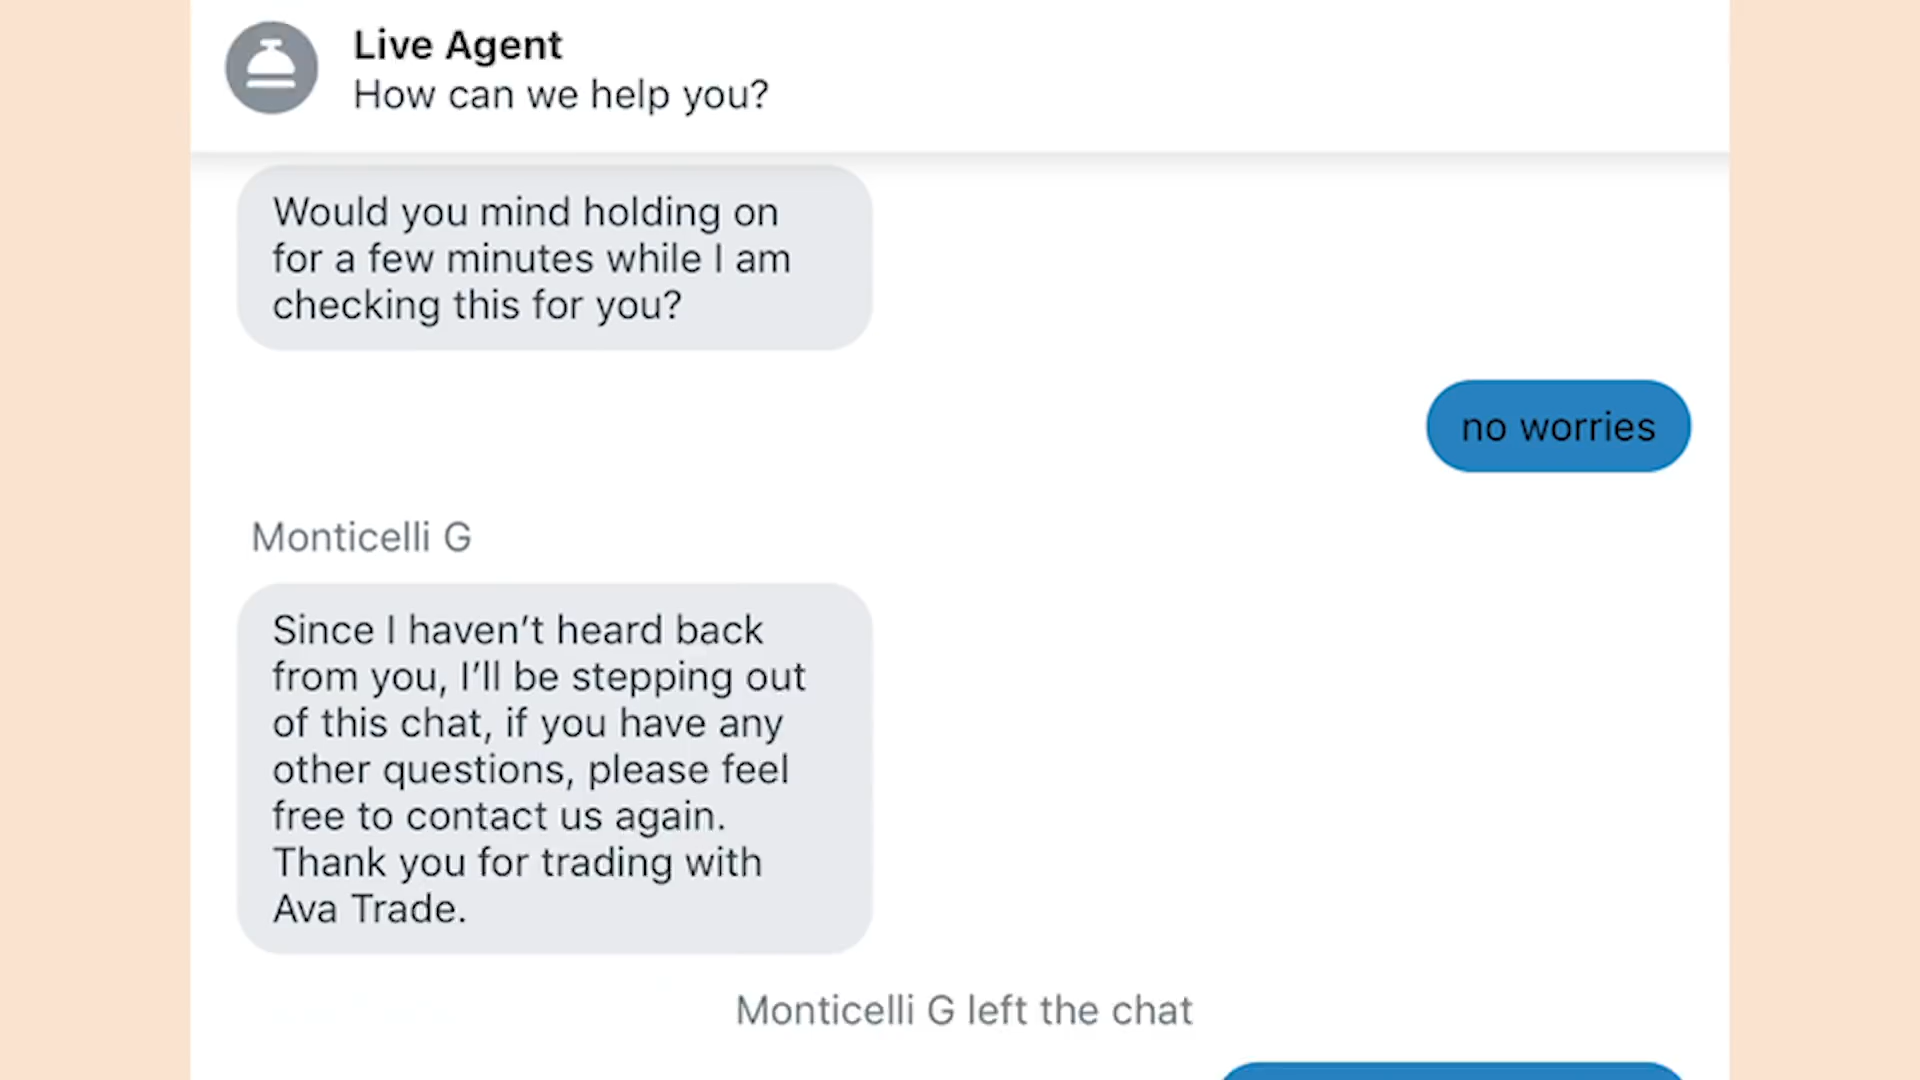 Live Agent
How can we help you?
Would you mind holding on
for a few minutes while I am
checking this for you?
no worries
Monticelli G
Since I haven’t heard back
from you, I’ll be stepping out
of this chat, if you have any
other questions, please feel
free to contact us again.
Thank you for trading with
Ava Trade.
Monticelli G left the chat